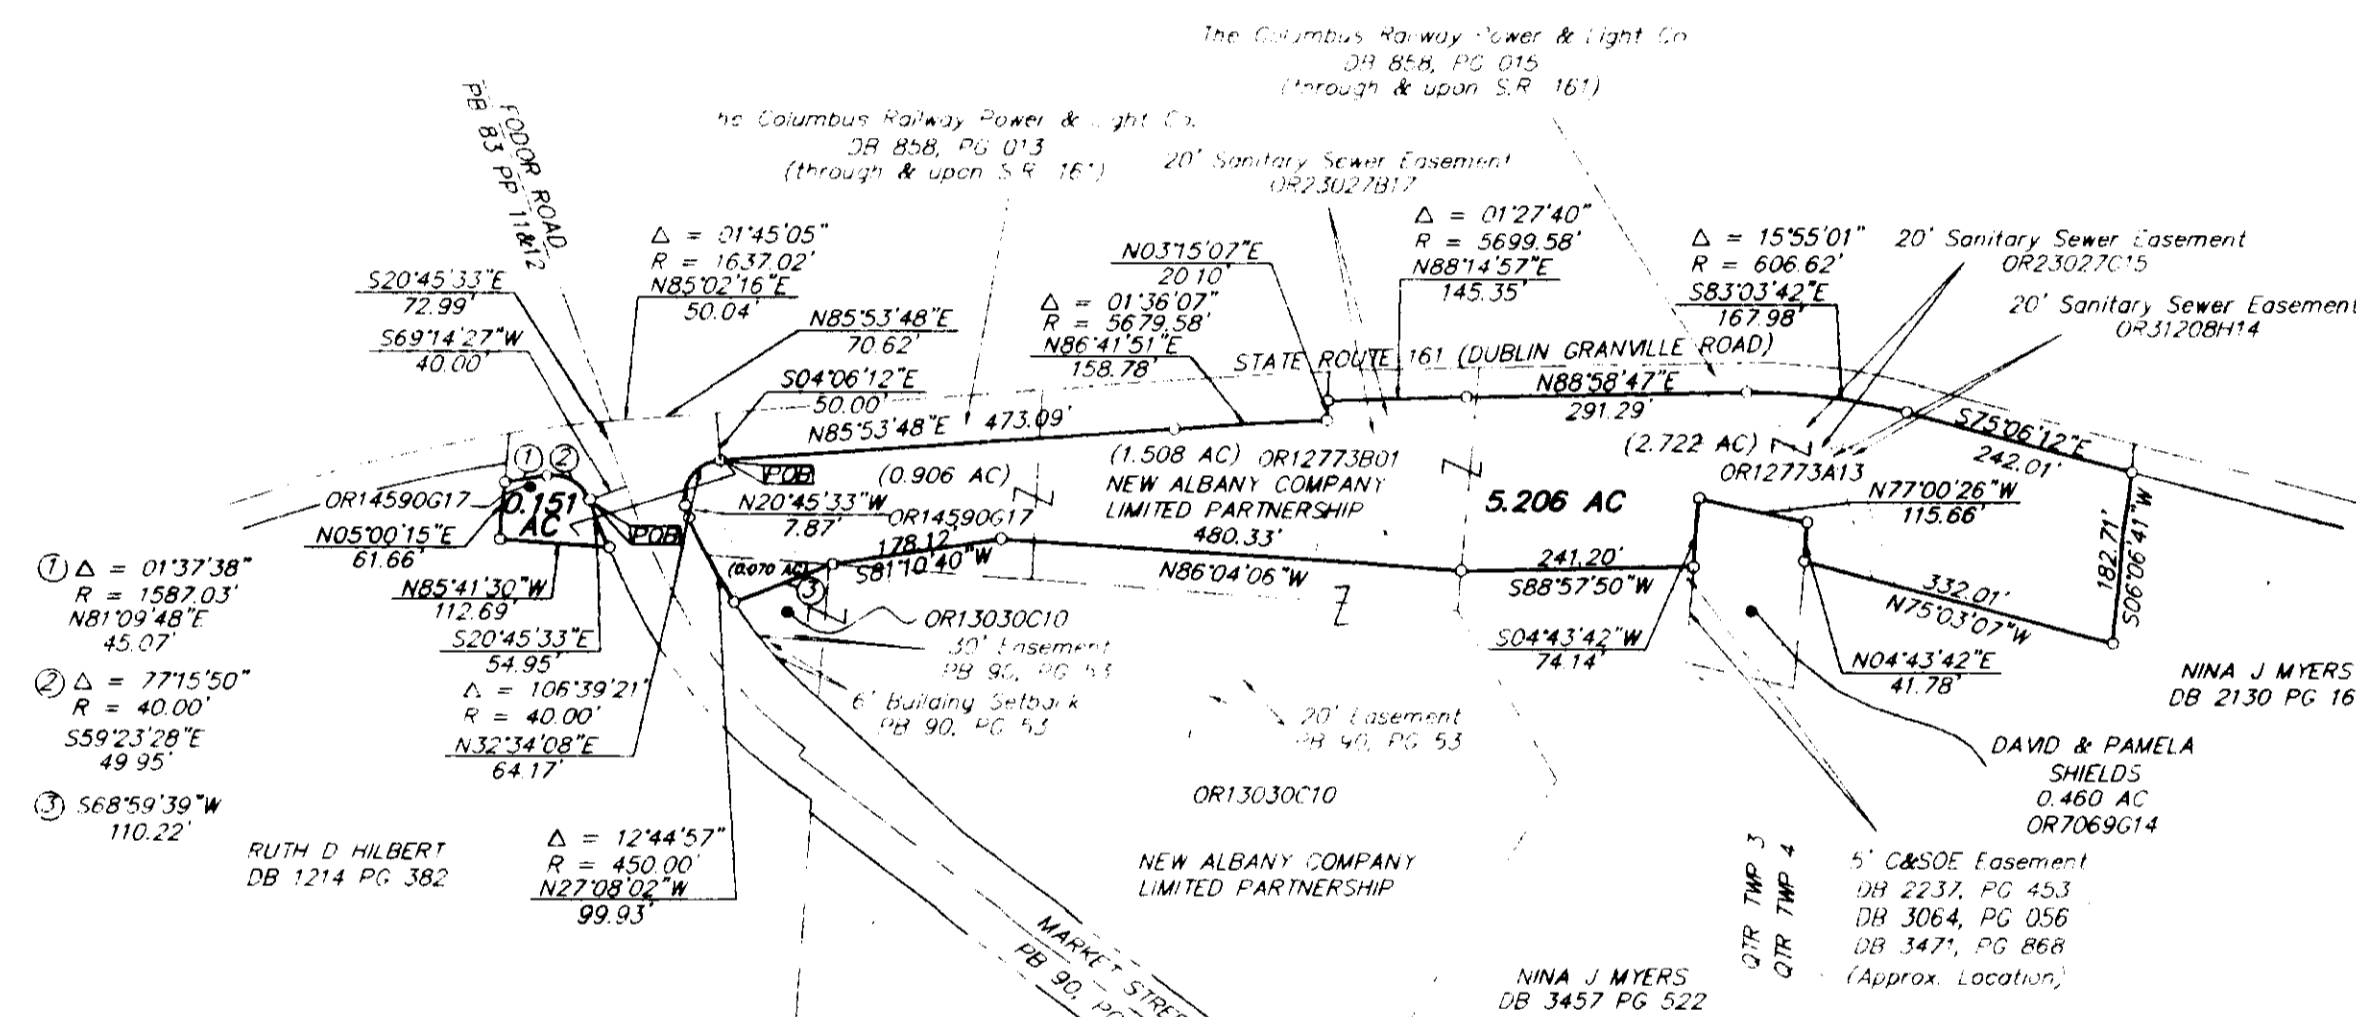 The Columbus Railway Power & Light Co
DB 858, PG 015
(through & upon S.R. 161)
FODOR ROAD
PB 83 PP 11&12
he Columbus Railway Power & Light Co.
DB 858, PG 013
(through & upon S R 161)
20' Sanitary Sewer Easement
OR23027B17
Δ = 01°45'05"
R = 1637.02'
N85°02'16"E
50.04'
S20°45'33"E
72.99'
S69°14'27"W
40.00'
N85°53'48"E
70.62'
S04°06'12"E
50.00'
N85°53'48"E 473.09'
N03°15'07"E
20.10'
Δ = 01°36'07"
R = 5679.58'
N86°41'51"E
158.78'
Δ = 01°27'40"
R = 5699.58'
N88°14'57"E
145.35'
Δ = 15°55'01"
R = 606.62'
S83°03'42"E
167.98'
20' Sanitary Sewer Easement
OR23027C15
20' Sanitary Sewer Easement
OR31208H14
STATE ROUTE 161 (DUBLIN GRANVILLE ROAD)
N88°58'47"E
291.29'
S75°06'12"E
242.01'
1 2
OR14590G17
0.151
AC
POB
POB
N05°00'15"E
61.66'
N85°41'30"W
112.69'
S20°45'33"E
54.95'
(0.906 AC)
N20°45'33"W
7.87'
OR14590G17
178.12'
S81°10'40"W
(0.070 AC)
3
(1.508 AC) OR12773B01
NEW ALBANY COMPANY
LIMITED PARTNERSHIP
480.33'
N86°04'06"W
5.206 AC
(2.722 AC)
OR12773A13
N77°00'26"W
115.66'
241.20'
S88°57'50"W
S04°43'42"W
74.14'
332.01'
N75°03'07"W
182.71'
S06°06'41"W
N04°43'42"E
41.78'
NINA J MYERS
DB 2130 PG 16
1 Δ = 01°37'38"
R = 1587.03'
N81°09'48"E
45.07'
2 Δ = 77°15'50"
R = 40.00'
S59°23'28"E
49.95'
3 S68°59'39"W
110.22'
Δ = 106°39'21"
R = 40.00'
N32°34'08"E
64.17'
OR13030C10
30' Easement
PB 90, PG 53
6' Building Setback
PB 90, PG 53
20' Easement
PB 90, PG 53
OR13030C10
NEW ALBANY COMPANY
LIMITED PARTNERSHIP
RUTH D HILBERT
DB 1214 PG 382
Δ = 12°44'57"
R = 450.00'
N27°08'02"W
99.93'
DAVID & PAMELA
SHIELDS
0.460 AC
OR7069G14
QTR TWP 3
QTR TWP 4
5' C&SOE Easement
DB 2237, PG 453
DB 3064, PG 056
DB 3471, PG 868
(Approx. Location)
MARKET STREE
PB 90, PG
NINA J MYERS
DB 3457 PG 522